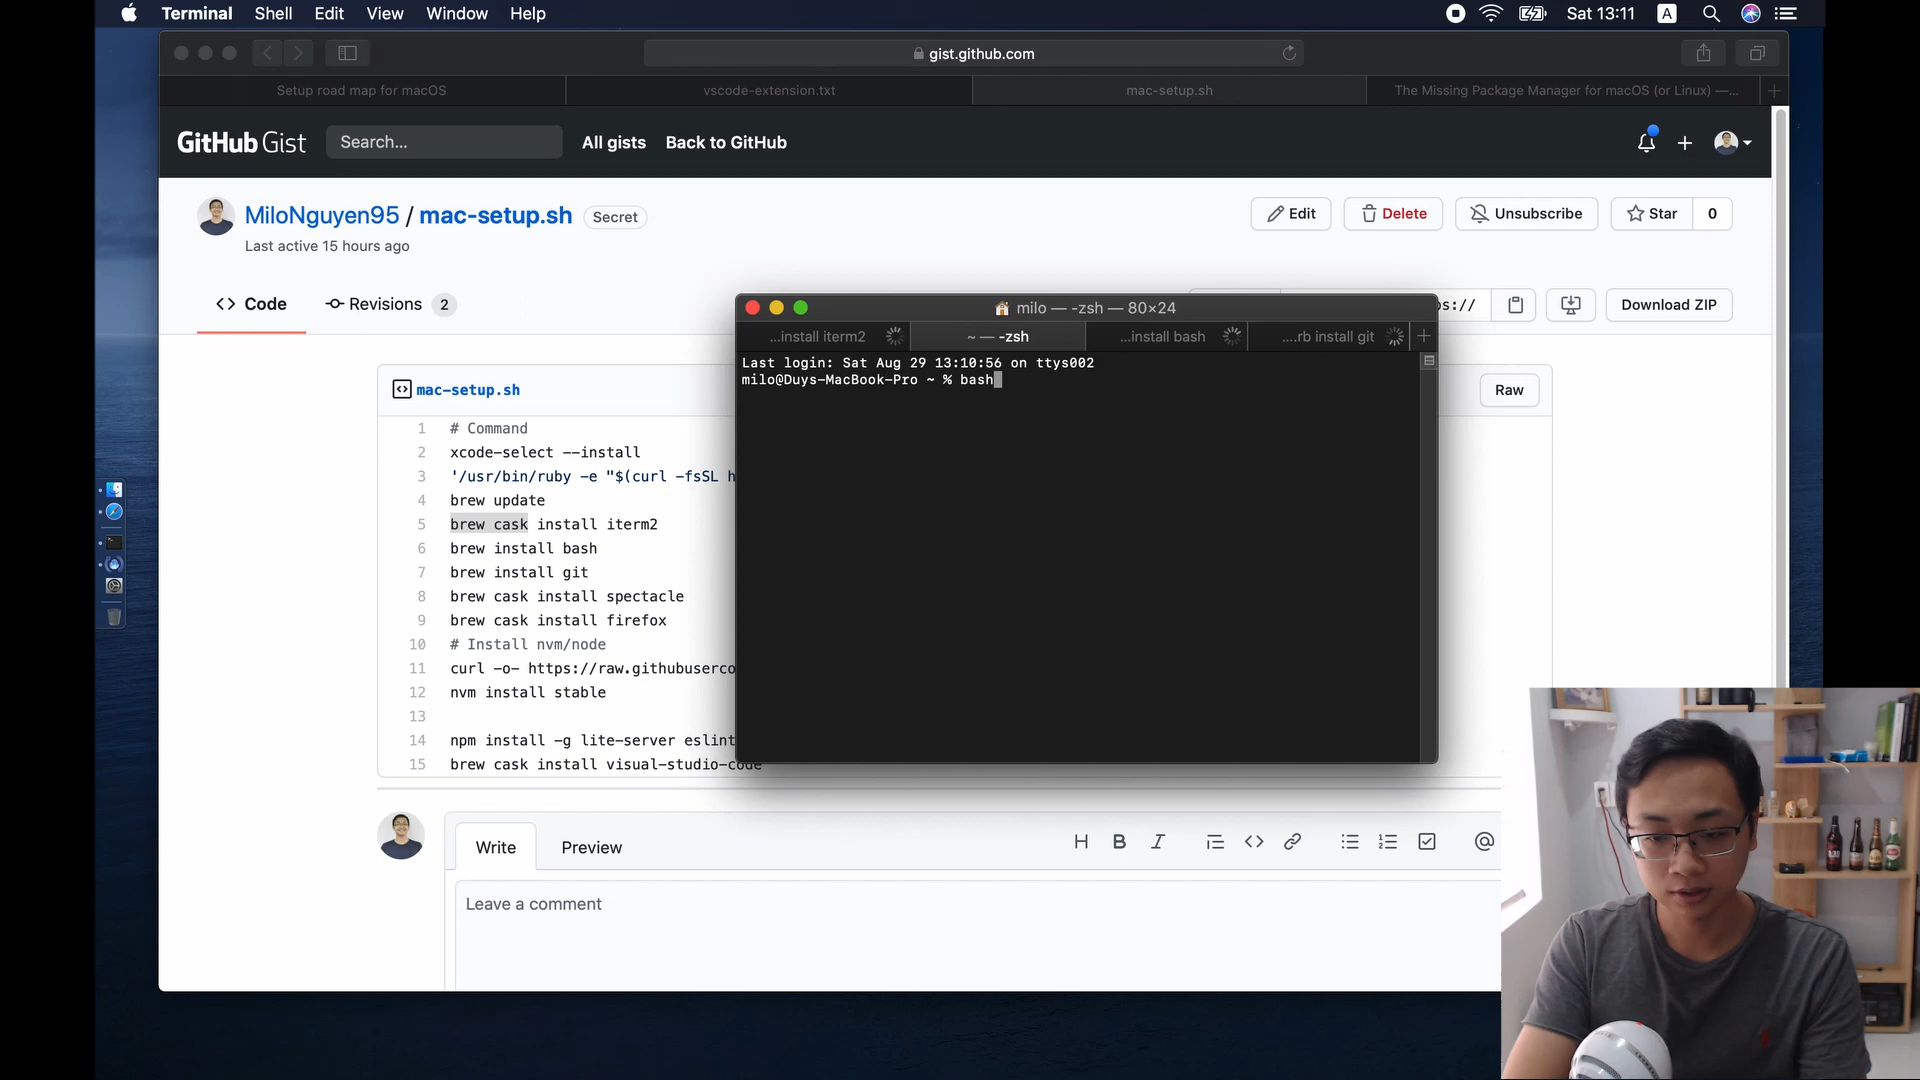 Terminal Shell Edit View Window Help Sat 13:11 A
gist.github.com
Setup road map for macOS vscode-extension.txt mac-setup.sh The Missing Package Manager for macOS (or Linux) —...
GitHub Gist Search... All gists Back to GitHub
MiloNguyen95 / mac-setup.sh Secret
Edit Delete Unsubscribe Star 0
Last active 15 hours ago
Code Revisions 2
ps:// Download ZIP
milo — -zsh — 80×24
...install iterm2 ~ — -zsh ...install bash ....rb install git
Last login: Sat Aug 29 13:10:56 on ttys002
milo@Duys-MacBook-Pro ~ % bash
mac-setup.sh Raw
1 # Command
2 xcode-select --install
3 '/usr/bin/ruby -e "$(curl -fsSL h
4 brew update
5 brew cask install iterm2
6 brew install bash
7 brew install git
8 brew cask install spectacle
9 brew cask install firefox
10 # Install nvm/node
11 curl -o- https://raw.githubuserco
12 nvm install stable
13
14 npm install -g lite-server eslint
15 brew cask install visual-studio-code
Write Preview
Leave a comment